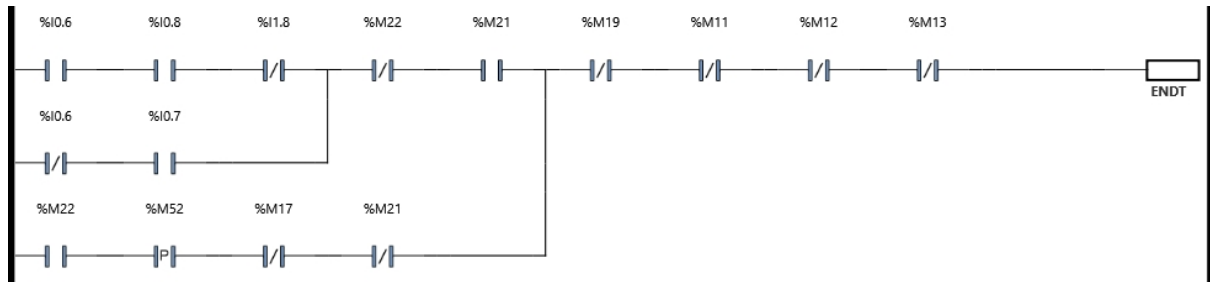 %I0.6 %I0.8 %I1.8 %M22 %M21 %M19 %M11 %M12 %M13
ENDT
%I0.6 %I0.7
%M22 %M52 %M17 %M21
P